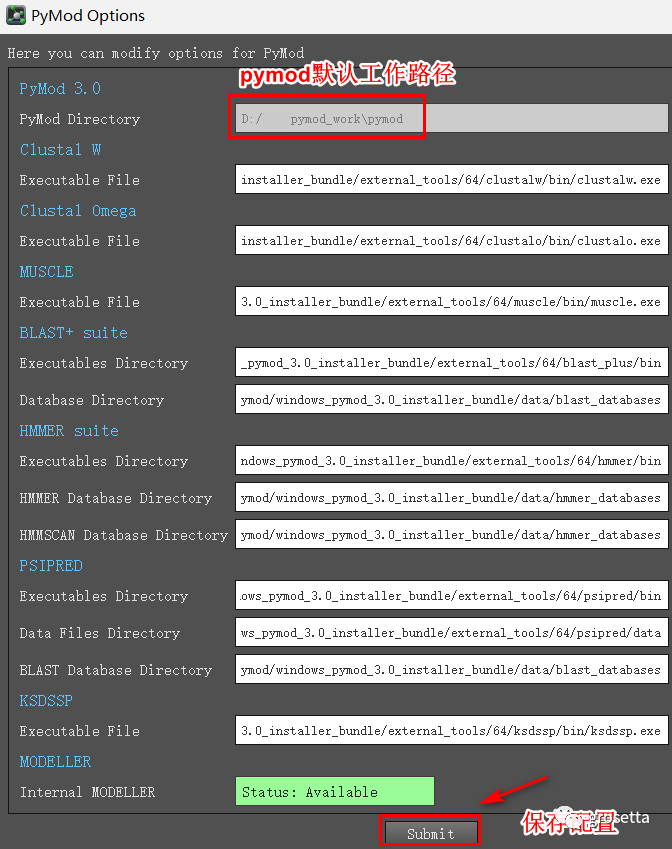 PyMod Options
Here you can modify options for PyMod
pymod默认工作路径
PyMod 3.0
PyMod Directory D:/ pymod_work\pymod
Clustal W
Executable File installer_bundle/external_tools/64/clustalw/bin/clustalw.exe
Clustal Omega
Executable File installer_bundle/external_tools/64/clustalo/bin/clustalo.exe
MUSCLE
Executable File 3.0_installer_bundle/external_tools/64/muscle/bin/muscle.exe
BLAST+ suite
Executables Directory _pymod_3.0_installer_bundle/external_tools/64/blast_plus/bin
Database Directory ymod/windows_pymod_3.0_installer_bundle/data/blast_databases
HMMER suite
Executables Directory ndows_pymod_3.0_installer_bundle/external_tools/64/hmmer/bin
HMMER Database Directory ymod/windows_pymod_3.0_installer_bundle/data/hmmer_databases
HMMSCAN Database Directory ymod/windows_pymod_3.0_installer_bundle/data/hmmer_databases
PSIPRED
Executables Directory ows_pymod_3.0_installer_bundle/external_tools/64/psipred/bin
Data Files Directory ws_pymod_3.0_installer_bundle/external_tools/64/psipred/data
BLAST Database Directory ymod/windows_pymod_3.0_installer_bundle/data/blast_databases
KSDSSP
Executable File 3.0_installer_bundle/external_tools/64/ksdssp/bin/ksdssp.exe
MODELLER
Internal MODELLER Status: Available
保存配置
grosetta
Submit